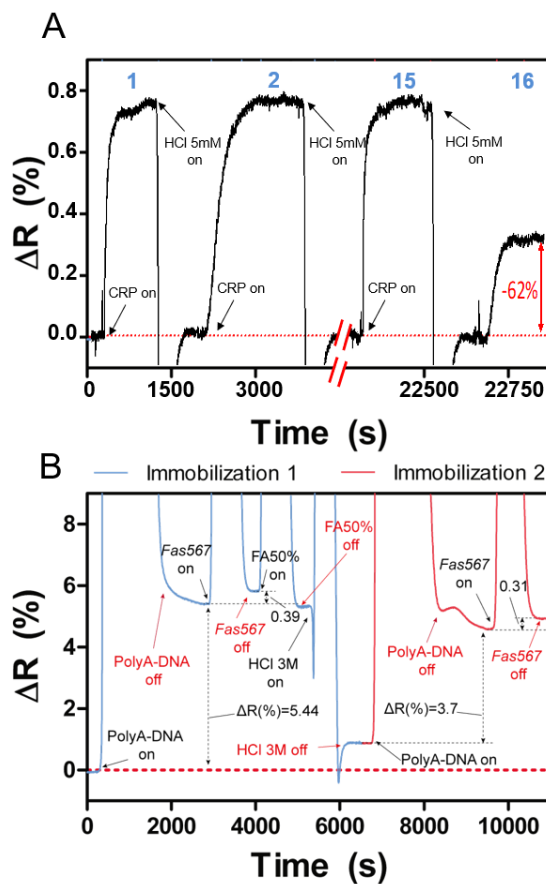 A
1 2 15 16
0.8
0.6
0.4
0.2
0.0
ΔR (%)
HCl 5mM
on
HCl 5mM
on
HCl 5mM
on
CRP on
CRP on
CRP on
-62%
0 1500 3000 22500 22750
Time (s)
B
Immobilization 1 Immobilization 2
8
6
4
2
0
ΔR (%)
PolyA-DNA
on
PolyA-DNA
off
Fas567
on
Fas567
off
FA50%
on
0.39
FA50%
off
HCl 3M
on
ΔR(%)=5.44
HCl 3M off
PolyA-DNA on
PolyA-DNA
off
Fas567
on
0.31
Fas567
off
ΔR(%)=3.7
0 2000 4000 6000 8000 10000
Time (s)